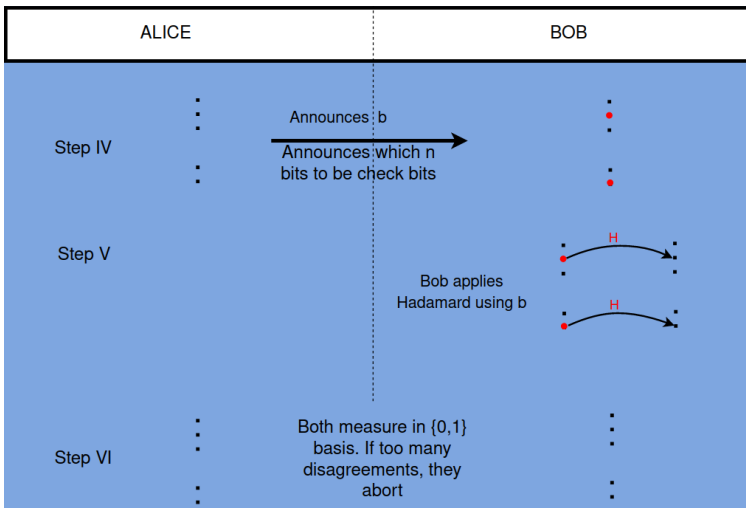 ALICE
BOB
Step IV
Announces b
Announces which n
bits to be check bits
Step V
H
Bob applies
Hadamard using b
H
Step VI
Both measure in {0,1}
basis. If too many
disagreements, they
abort